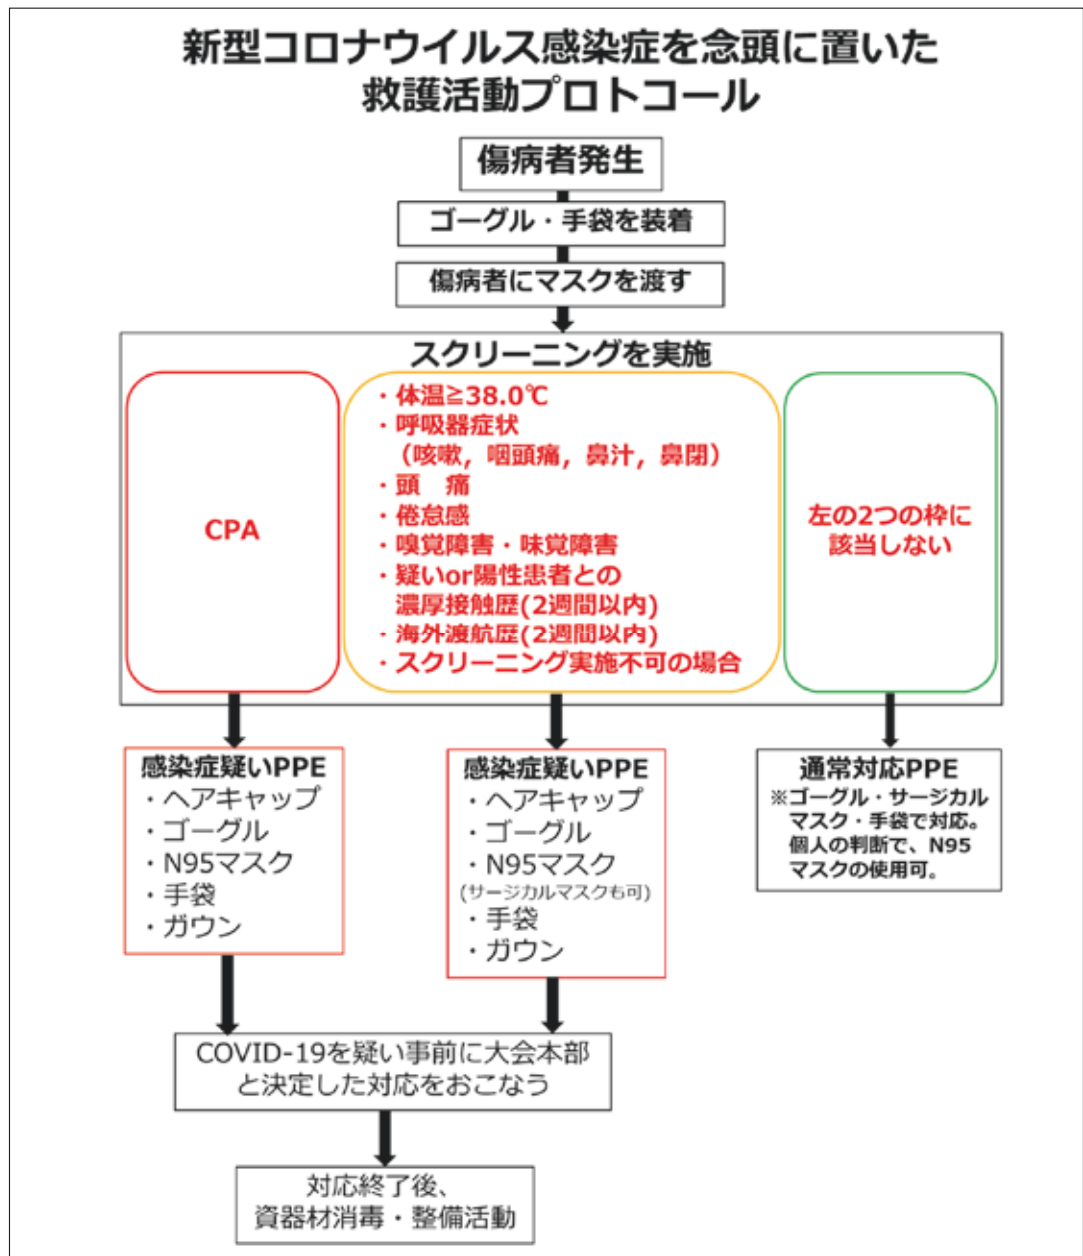 新型コロナウイルス感染症を念頭に置いた
救護活動プロトコール
傷病者発生
ゴーグル・手袋を装着
傷病者にマスクを渡す
スクリーニングを実施
CPA
・体温≧38.0℃
・呼吸器症状
（咳嗽，咽頭痛，鼻汁，鼻閉）
・頭　痛
・倦怠感
・嗅覚障害・味覚障害
・疑いor陽性患者との
濃厚接触歴(2週間以内)
・海外渡航歴(2週間以内)
・スクリーニング実施不可の場合
左の2つの枠に
該当しない
感染症疑いPPE
・ヘアキャップ
・ゴーグル
・N95マスク
・手袋
・ガウン
感染症疑いPPE
・ヘアキャップ
・ゴーグル
・N95マスク
(サージカルマスクも可)
・手袋
・ガウン
通常対応PPE
※ゴーグル・サージカル
マスク・手袋で対応。
個人の判断で、N95
マスクの使用可。
COVID-19を疑い事前に大会本部
と決定した対応をおこなう
対応終了後、
資器材消毒・整備活動